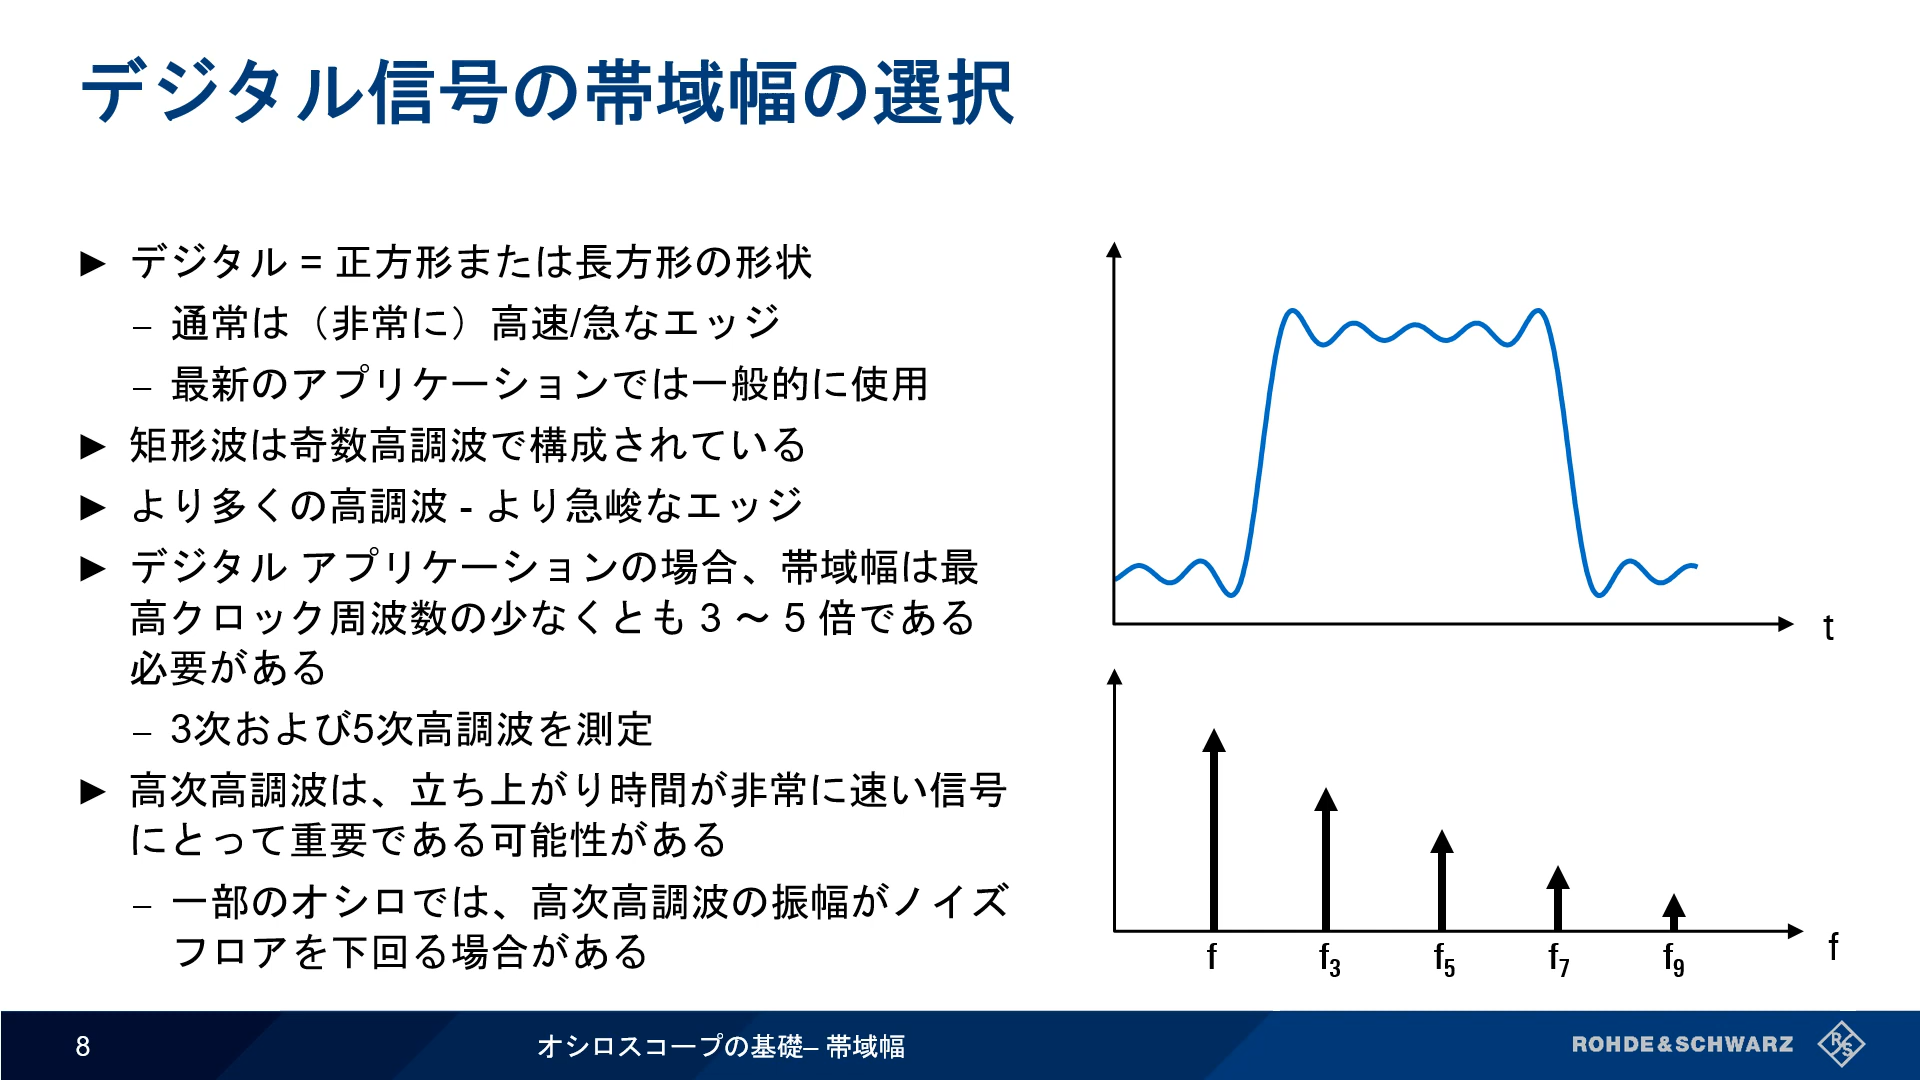 デジタル信号の帯域幅の選択
► デジタル = 正方形または長方形の形状
– 通常は（非常に）高速/急なエッジ
– 最新のアプリケーションでは一般的に使用
► 矩形波は奇数高調波で構成されている
► より多くの高調波 - より急峻なエッジ
► デジタル アプリケーションの場合、帯域幅は最
高クロック周波数の少なくとも 3 ～ 5 倍である
必要がある
– 3次および5次高調波を測定
► 高次高調波は、立ち上がり時間が非常に速い信号
にとって重要である可能性がある
– 一部のオシロでは、高次高調波の振幅がノイズ
フロアを下回る場合がある
t
f f3 f5 f7 f9 f
8
オシロスコープの基礎– 帯域幅
ROHDE&SCHWARZ
R&S